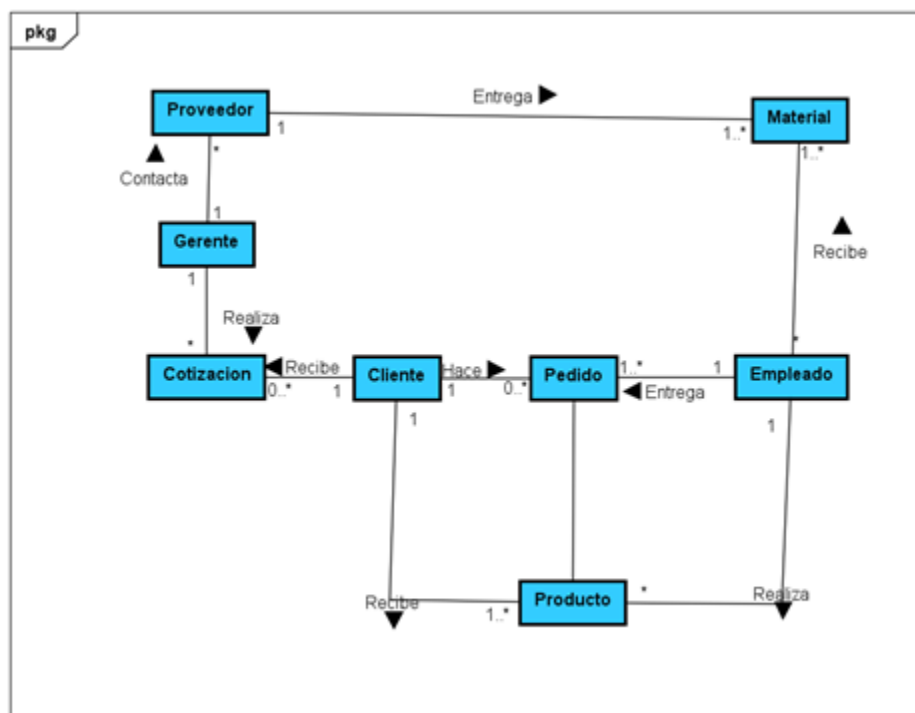 pkg
Entrega
Proveedor
Material
1
1..*
*
1..*
Contacta
1
Gerente
Recibe
1
Realiza
*
*
Cotizacion
Recibe
Cliente
Hace
Pedido
1..*
1
Empleado
0..*
1
1
0..*
Entrega
1
1
Recibe
Producto
*
Realiza
1..*